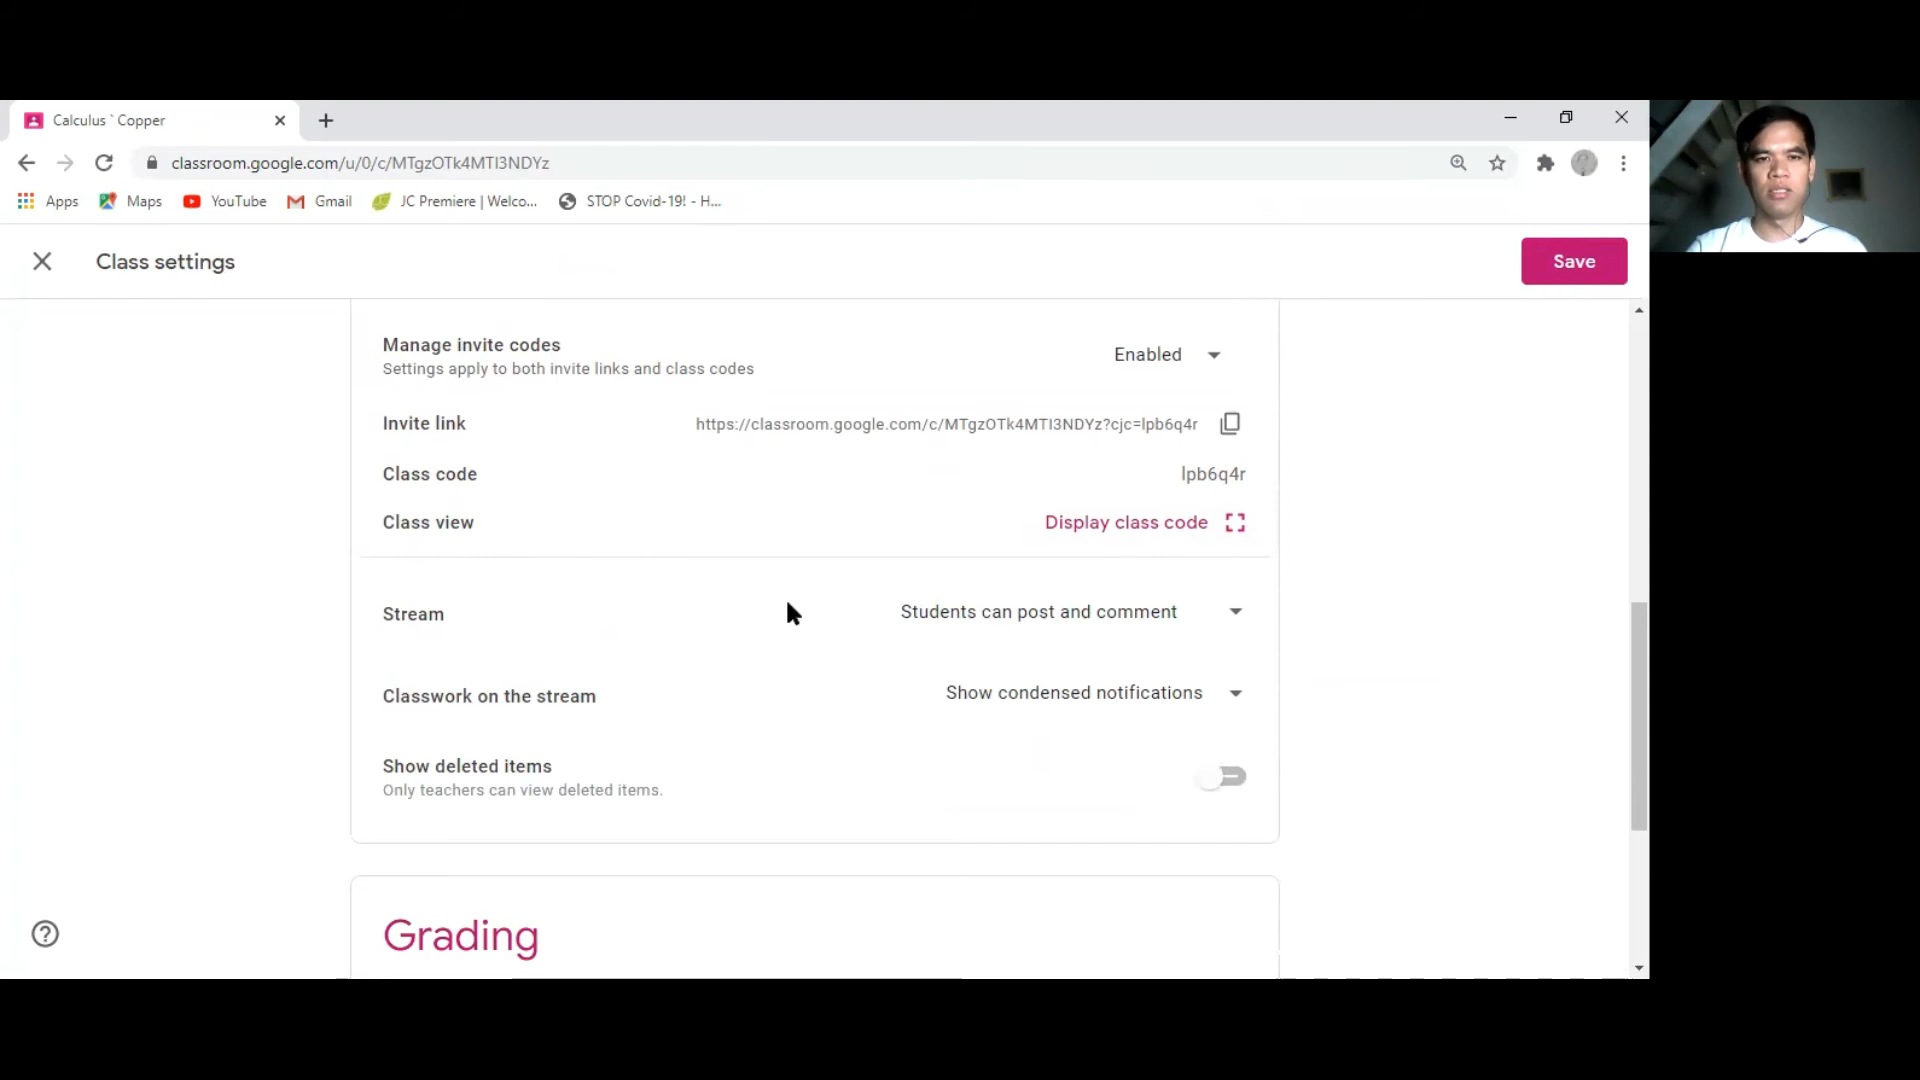 Calculus ` Copper
classroom.google.com/u/0/c/MTgzOTk4MTI3NDYz
Apps Maps YouTube Gmail JC Premiere | Welco... STOP Covid-19! - H...
Class settings
Save
Manage invite codes
Settings apply to both invite links and class codes
Enabled
Invite link https://classroom.google.com/c/MTgzOTk4MTI3NDYz?cjc=lpb6q4r
Class code lpb6q4r
Class view Display class code
Stream Students can post and comment
Classwork on the stream Show condensed notifications
Show deleted items
Only teachers can view deleted items.
Grading